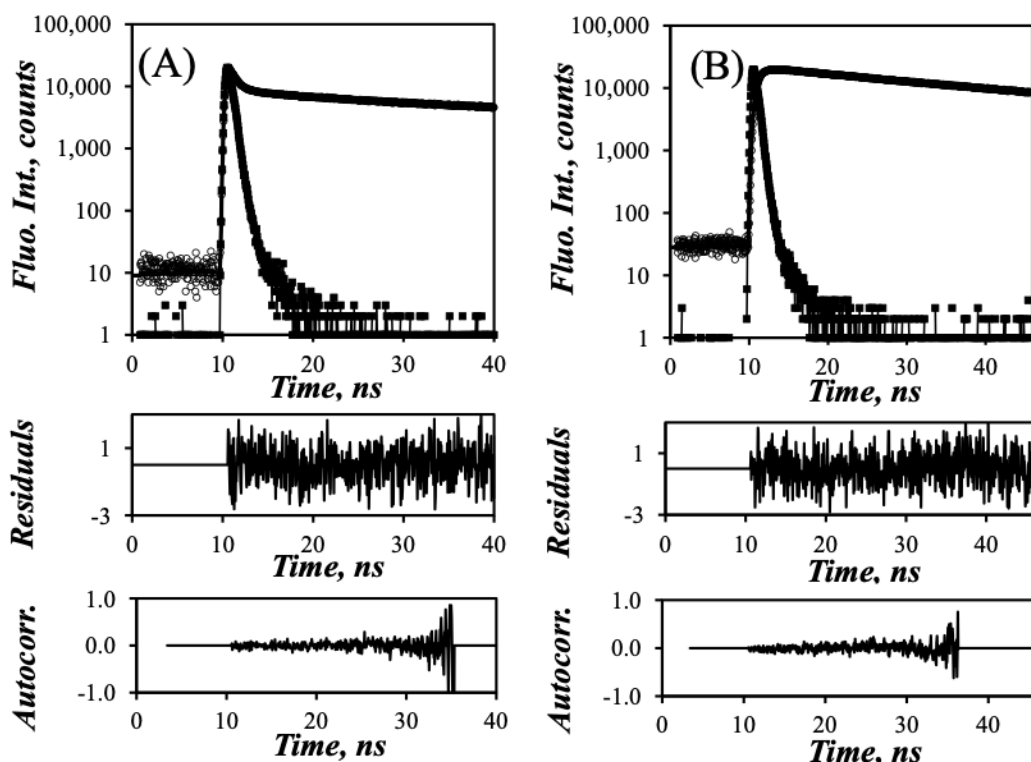 (A)
Fluo. Int., counts
100,000
10,000
1,000
100
10
1
0 10 20 30 40
Time, ns
Residuals
1
-3
0 10 20 30 40
Time, ns
Autocorr.
1.0
0.0
-1.0
0 10 20 30 40
Time, ns
(B)
Fluo. Int., counts
100,000
10,000
1,000
100
10
1
0 10 20 30 40
Time, ns
Residuals
1
-3
0 10 20 30 40
Time, ns
Autocorr.
1.0
0.0
-1.0
0 10 20 30 40
Time, ns